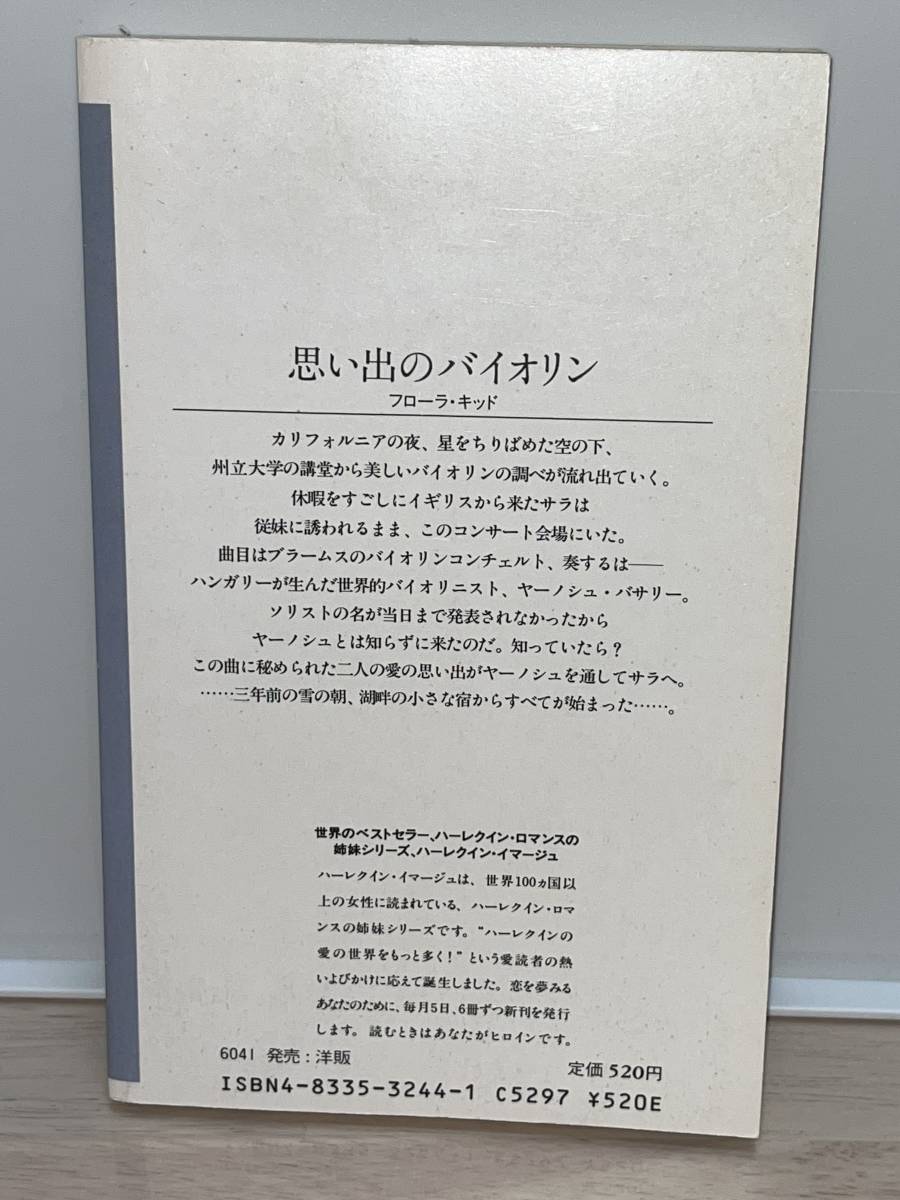 思い出のバイオリン
フローラ・キッド
カリフォルニアの夜、星をちりばめた空の下、
州立大学の講堂から美しいバイオリンの調べが流れ出ていく。
休暇をすごしにイギリスから来たサラは
従妹に誘われるまま、このコンサート会場にいた。
曲目はブラームスのバイオリンコンチェルト、奏するは――
ハンガリーが生んだ世界的バイオリニスト、ヤーノシュ・バサリー。
ソリストの名が当日まで発表されなかったから
ヤーノシュとは知らずに来たのだ。知っていたら？
この曲に秘められた二人の愛の思い出がヤーノシュを通してサラへ。
……三年前の雪の朝、湖畔の小さな宿からすべてが始まった……。
世界のベストセラー、ハーレクイン・ロマンスの
姉妹シリーズ、ハーレクイン・イマージュ
ハーレクイン・イマージュは、世界100ヵ国以
上の女性に読まれている、ハーレクイン・ロマ
ンスの姉妹シリーズです。“ハーレクインの
愛の世界をもっと多く！”という愛読者の熱
いよびかけに応えて誕生しました。恋を夢みる
あなたのために、毎月5日、6冊ずつ新刊を発行
します。読むときはあなたがヒロインです。
6041 発売：洋販
定価 520円
ISBN4-8335-3244-1 C5297 ¥520E